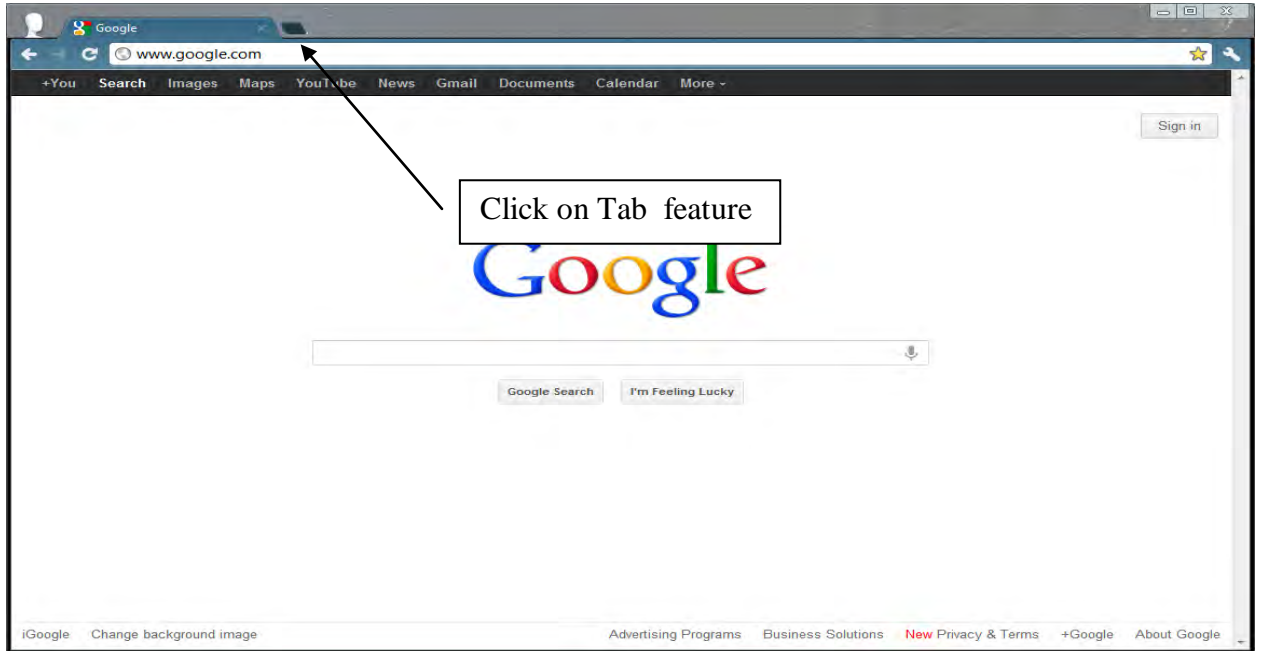 Google
www.google.com
+You Search Images Maps YouTube News Gmail Documents Calendar More
Sign in
Click on Tab feature
Google
Google Search I'm Feeling Lucky
iGoogle Change background image Advertising Programs Business Solutions New Privacy & Terms +Google About Google